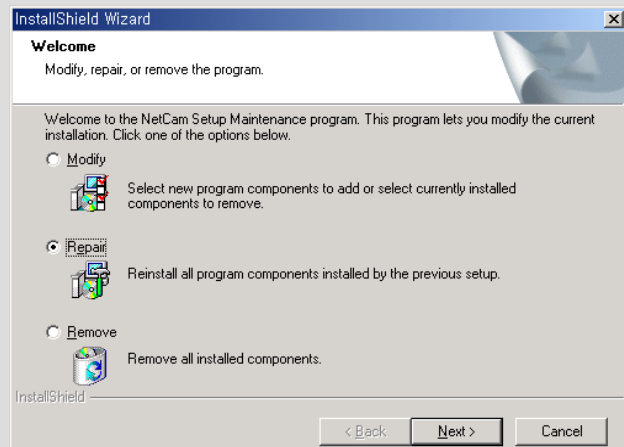 InstallShield Wizard
Welcome
Modify, repair, or remove the program.
Welcome to the NetCam Setup Maintenance program. This program lets you modify the current
installation. Click one of the options below.
Modify
Select new program components to add or select currently installed
components to remove.
Repair
Reinstall all program components installed by the previous setup.
Remove
Remove all installed components.
InstallShield
< Back
Next >
Cancel